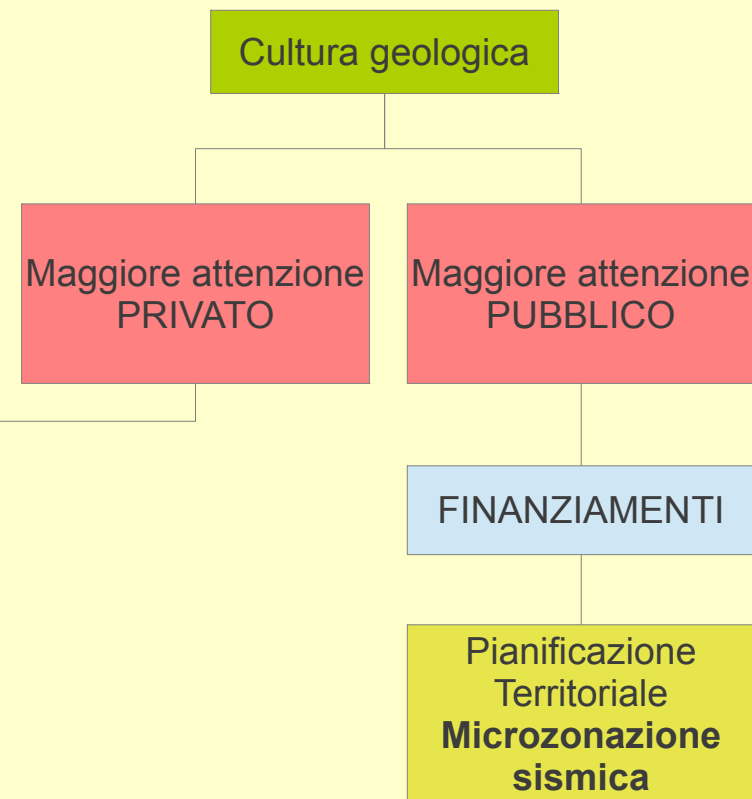 Cultura geologica
Maggiore attenzione
PRIVATO
Maggiore attenzione
PUBBLICO
FINANZIAMENTI
Pianificazione
Territoriale
Microzonazione
sismica